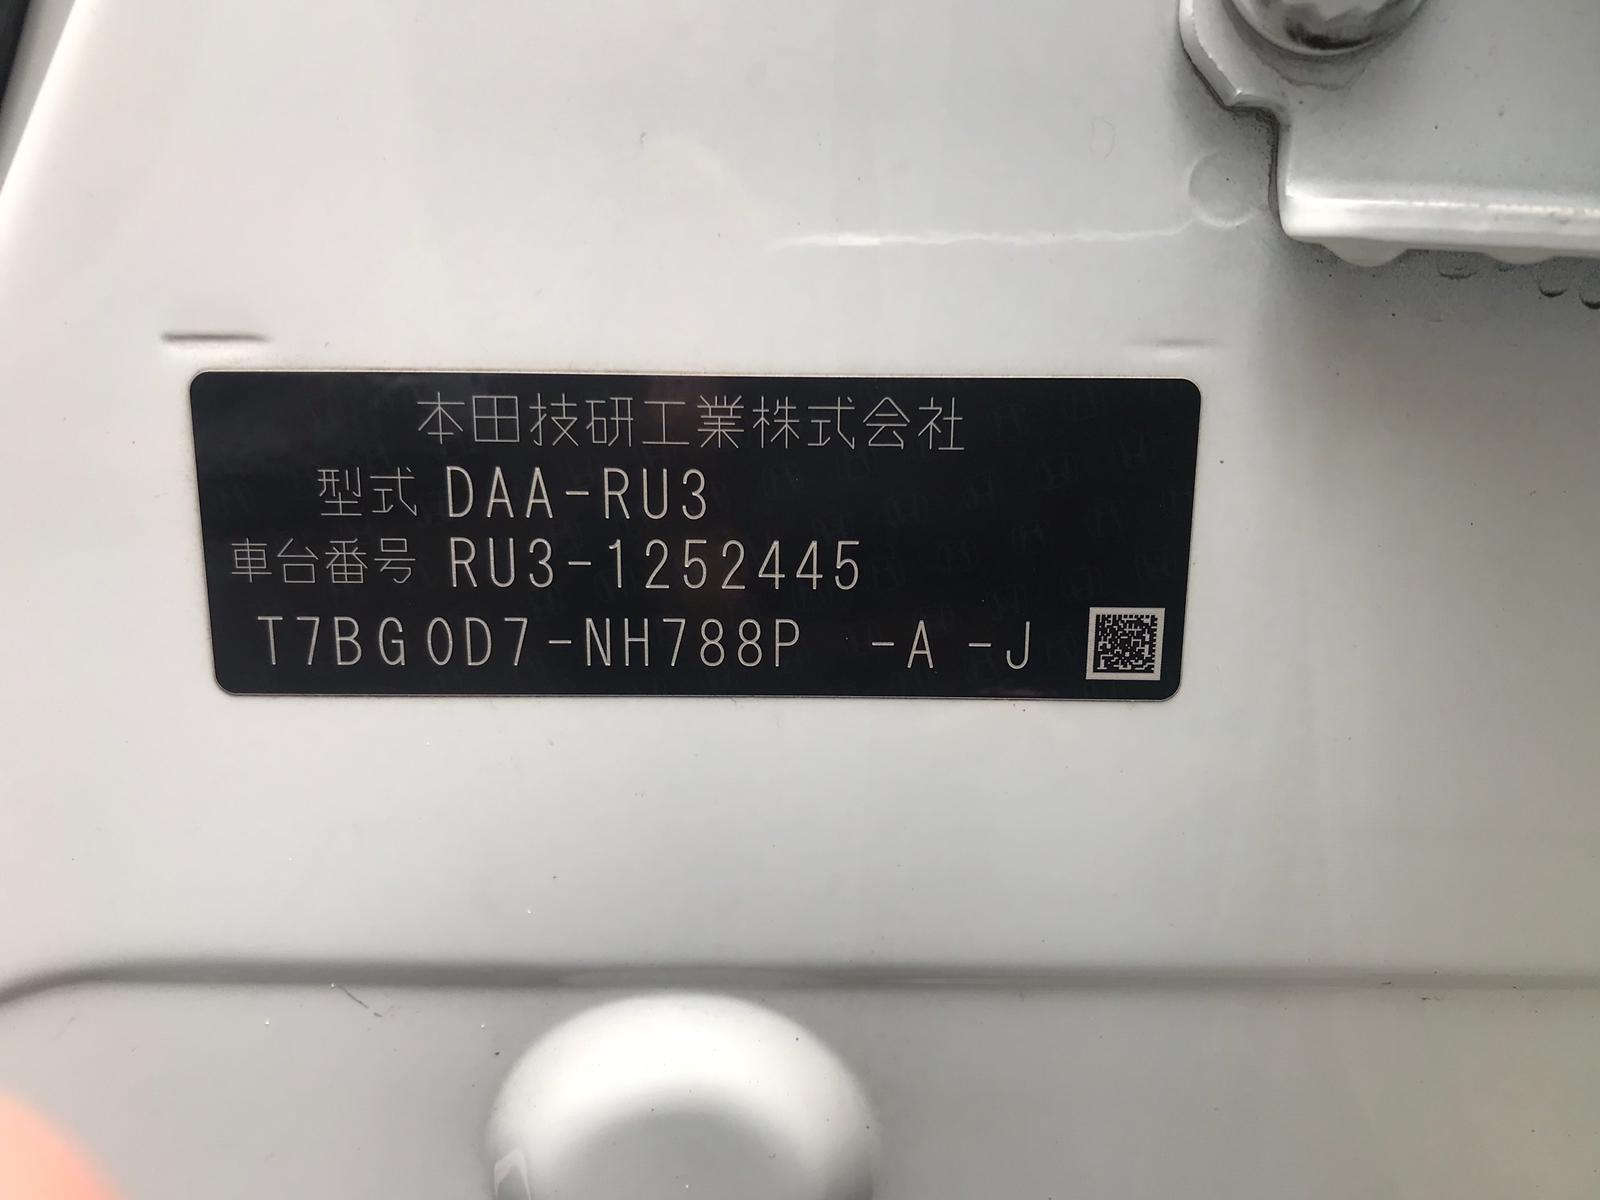 本田技研工業株式会社
型式 DAA-RU3
車台番号 RU3-1252445
T7BG0D7-NH788P -A -J